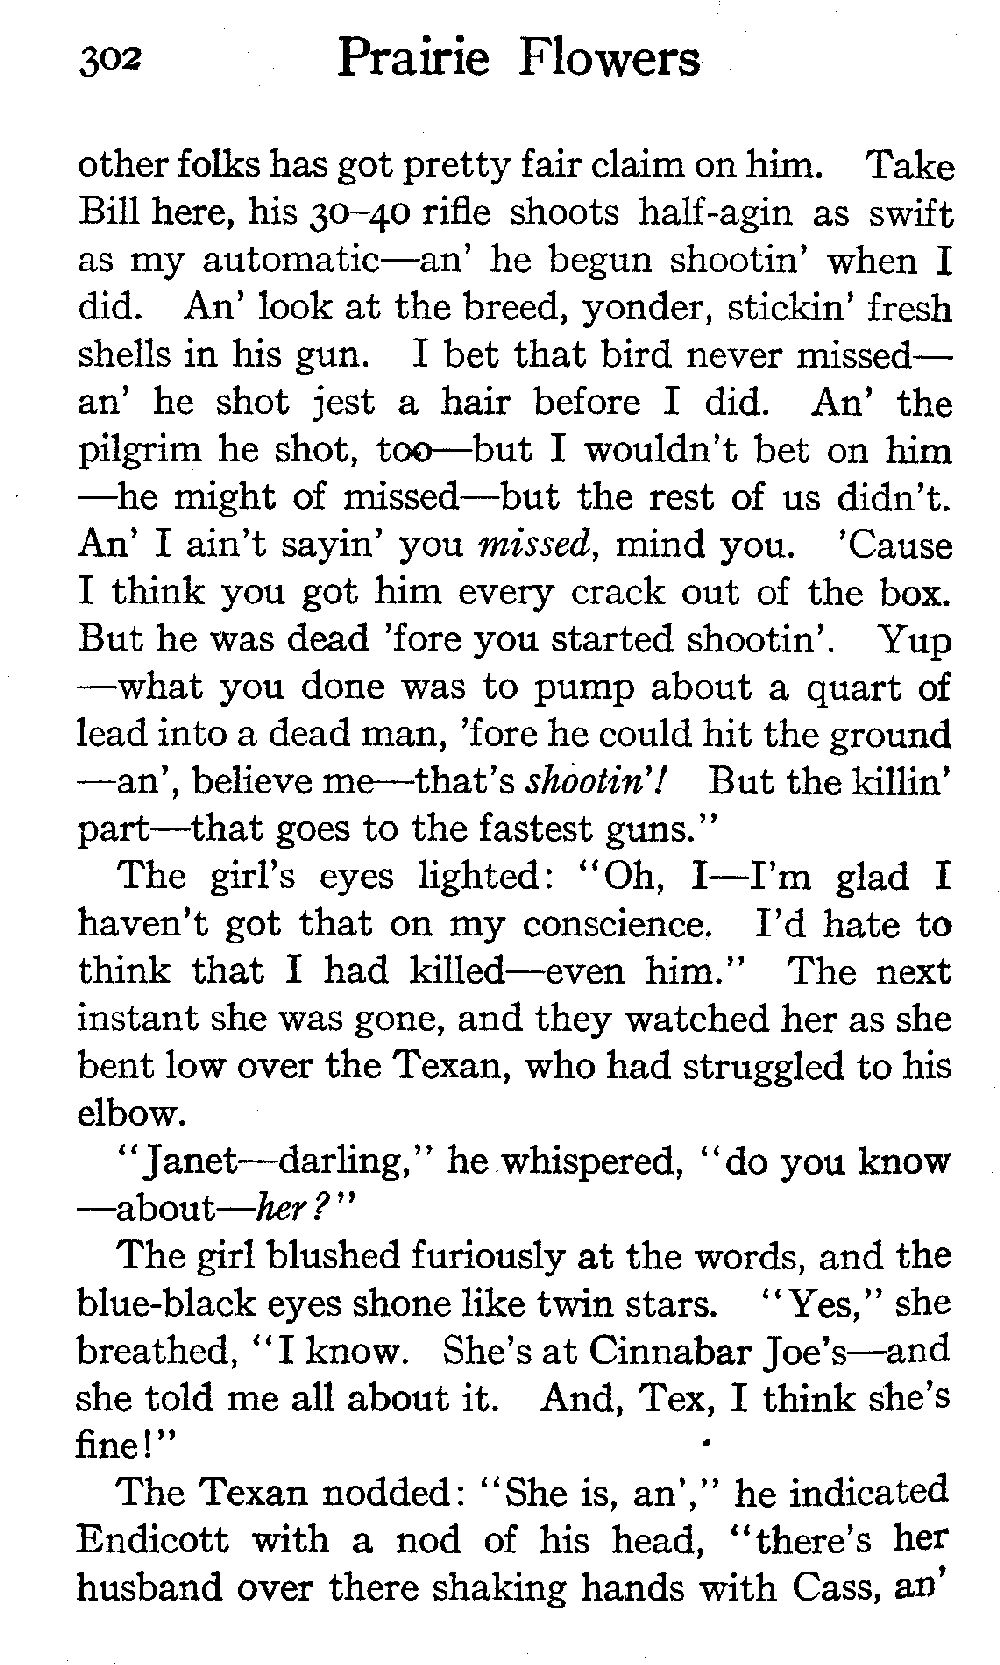 302 Prairie Flowers
other folks has got pretty fair claim on him. Take
Bill here, his 30-40 rifle shoots half-agin as swift
as my automatic—an' he begun shootin' when I
did. An' look at the breed, yonder, stickin' fresh
shells in his gun. I bet that bird never missed—
an' he shot jest a hair before I did. An' the
pilgrim he shot, too—but I wouldn't bet on him
—he might of missed—but the rest of us didn't.
An' I ain't sayin' you missed, mind you. 'Cause
I think you got him every crack out of the box.
But he was dead 'fore you started shootin'. Yup
—what you done was to pump about a quart of
lead into a dead man, 'fore he could hit the ground
—an', believe me—that's shootin'! But the killin'
part—that goes to the fastest guns."
The girl's eyes lighted: "Oh, I—I'm glad I
haven't got that on my conscience. I'd hate to
think that I had killed—even him." The next
instant she was gone, and they watched her as she
bent low over the Texan, who had struggled to his
elbow.
"Janet—darling," he whispered, "do you know
—about—her?"
The girl blushed furiously at the words, and the
blue-black eyes shone like twin stars. "Yes," she
breathed, "I know. She's at Cinnabar Joe's—and
she told me all about it. And, Tex, I think she's
fine!"
The Texan nodded: "She is, an'," he indicated
Endicott with a nod of his head, "there's her
husband over there shaking hands with Cass, an'